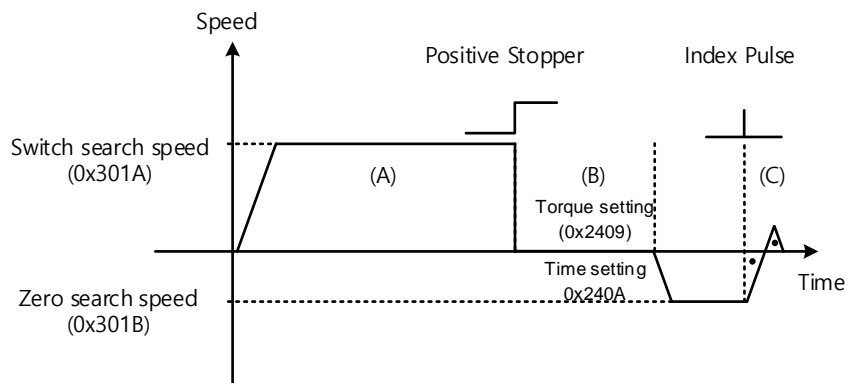 Speed
Positive Stopper
Index Pulse
Switch search speed
(0x301A)
(A)
(B)
(C)
Torque setting
(0x2409)
Time setting
0x240A
Time
Zero search speed
(0x301B)